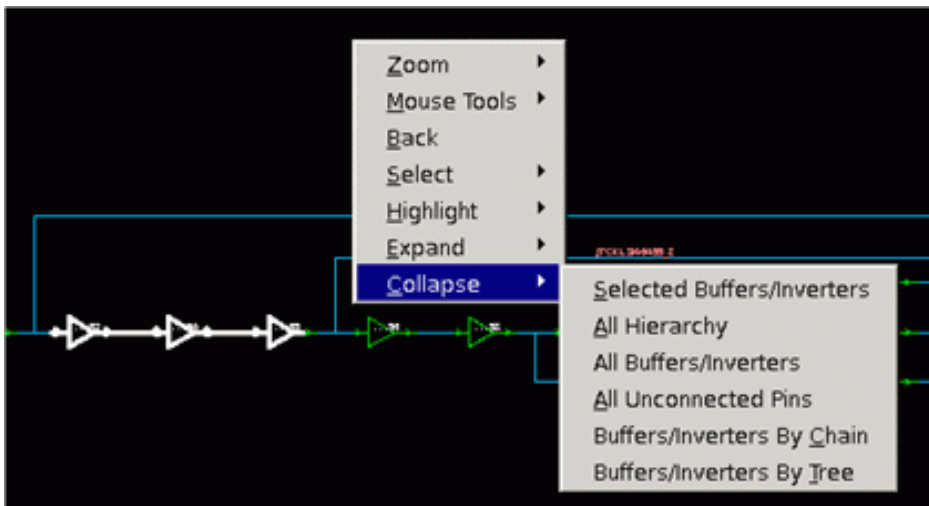 Zoom
Mouse Tools
Back
Select
Highlight
Expand
Collapse
Selected Buffers/Inverters
All Hierarchy
All Buffers/Inverters
All Unconnected Pins
Buffers/Inverters By Chain
Buffers/Inverters By Tree